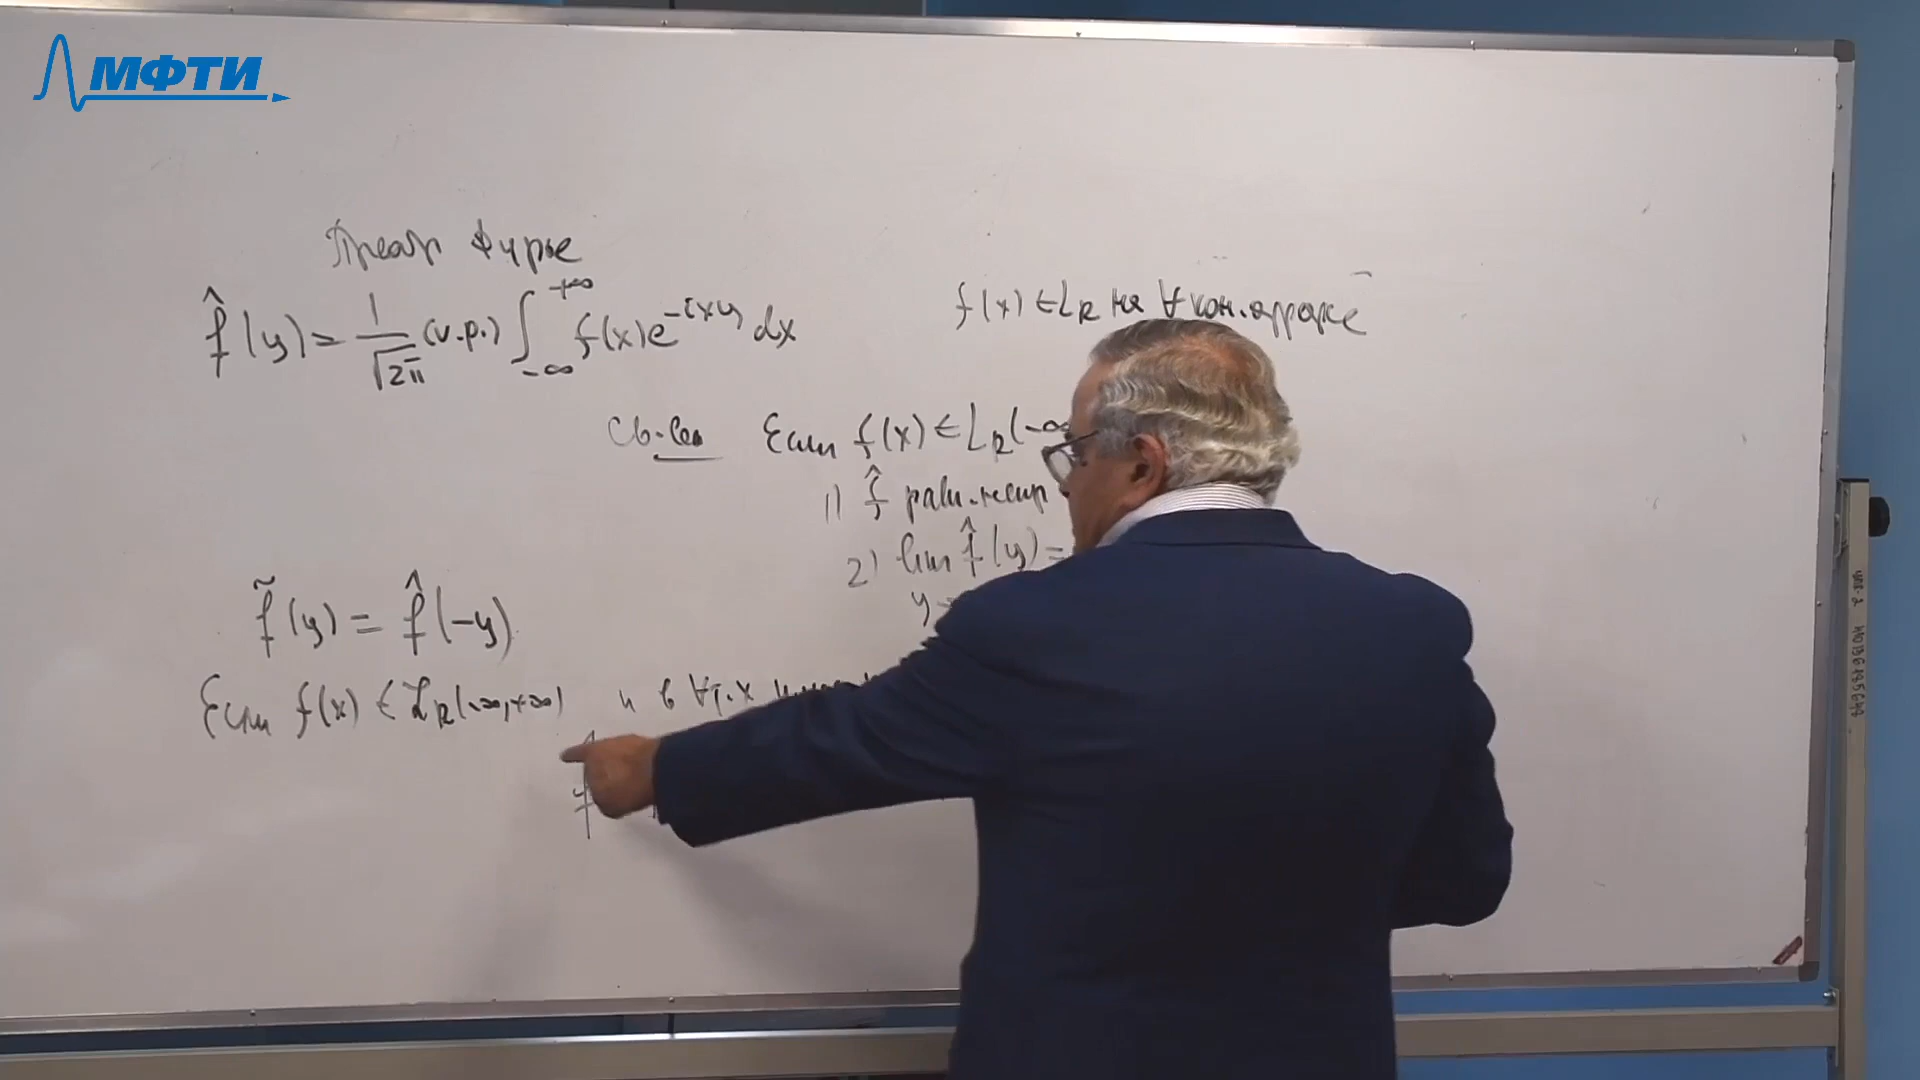 МФТИ
Преобр Фурье
f̂(y) = 1/√2π (v.p.) ∫_{-∞}^{+∞} f(x)e^{-ixy} dx
f(x) ∈ L_R на ∀ кон.
Св-ва Если f(x) ∈ L_R(-∞
1) f̂ равн.непр
2) lim f̂(y) =
y →
f̃(y) = f̂(-y)
Если f(x) ∈ L_R(-∞,+∞) и в ∀т.x